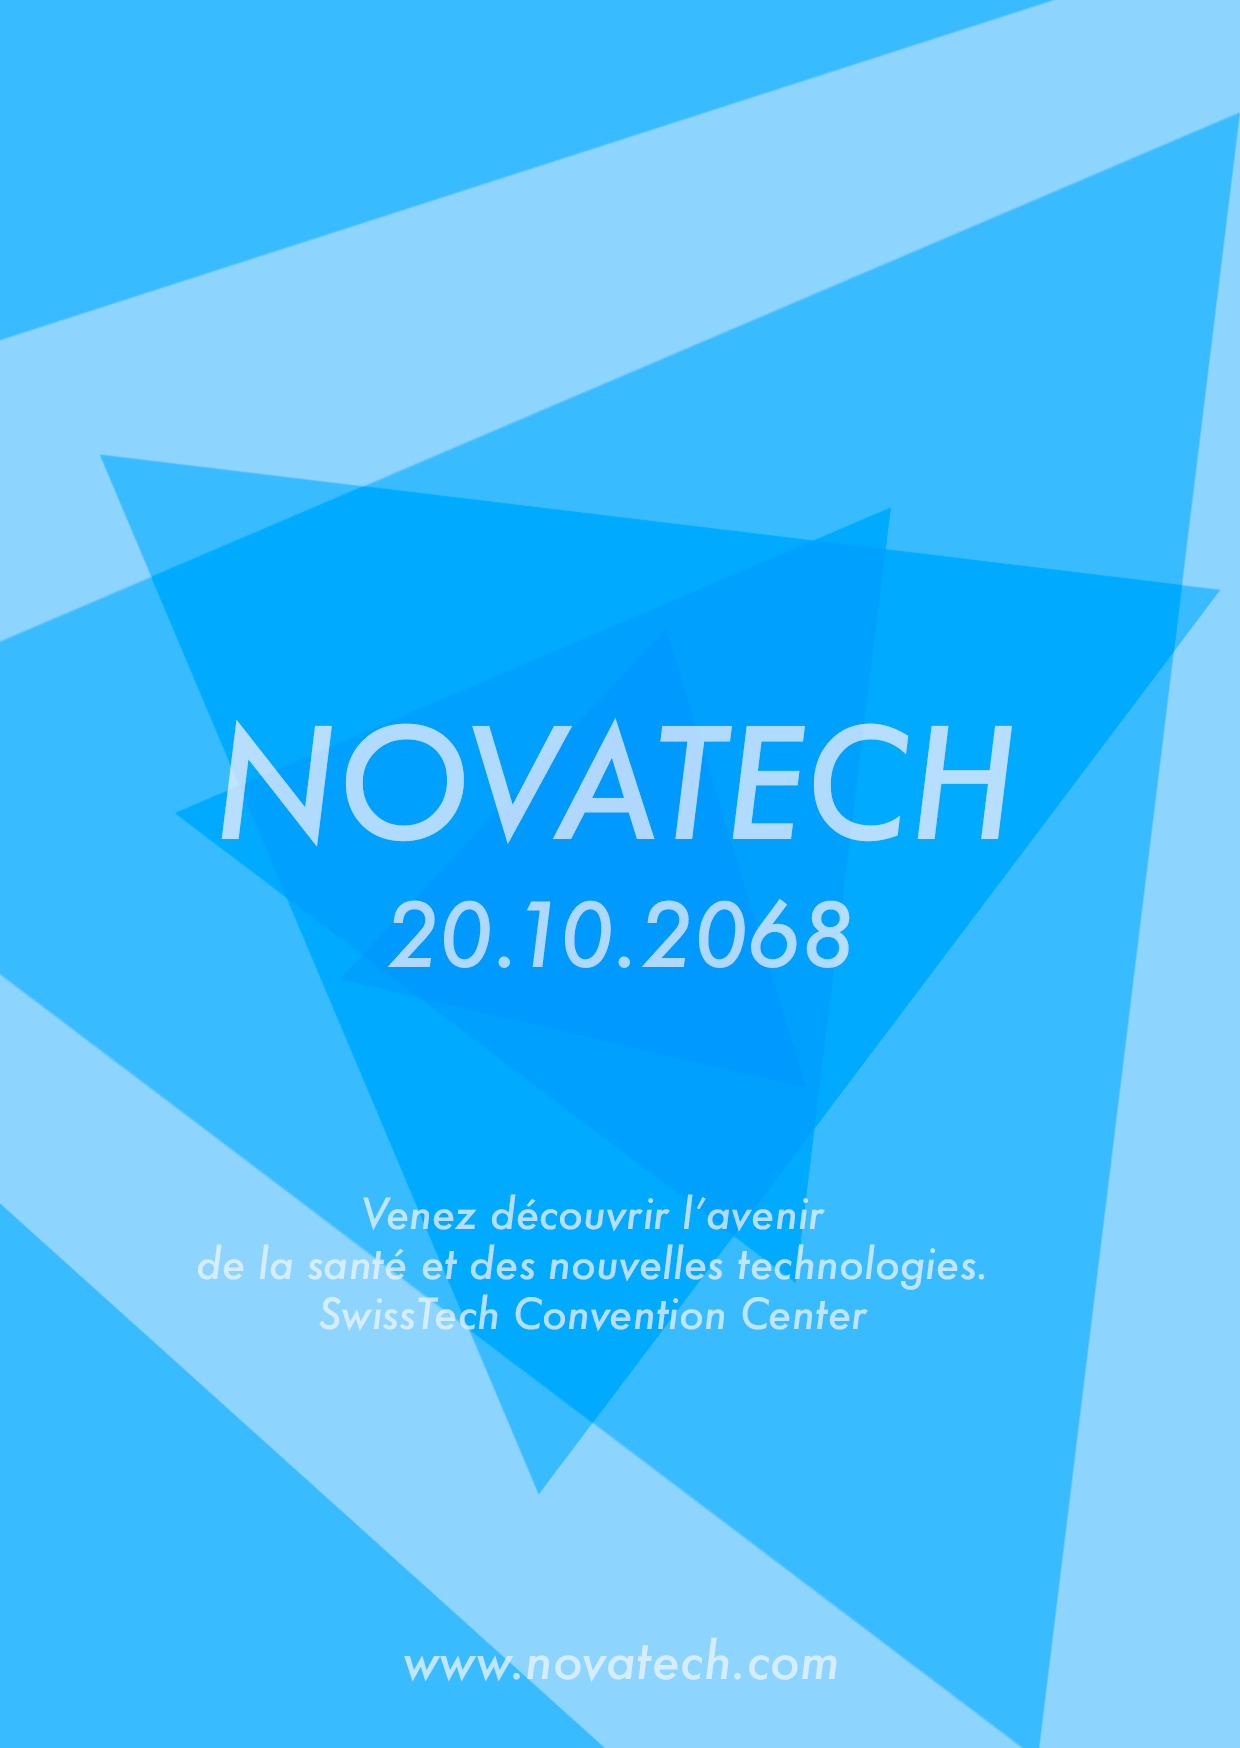 NOVATECH
20.10.2068
Venez découvrir l’avenir
de la santé et des nouvelles technologies.
SwissTech Convention Center
www.novatech.com